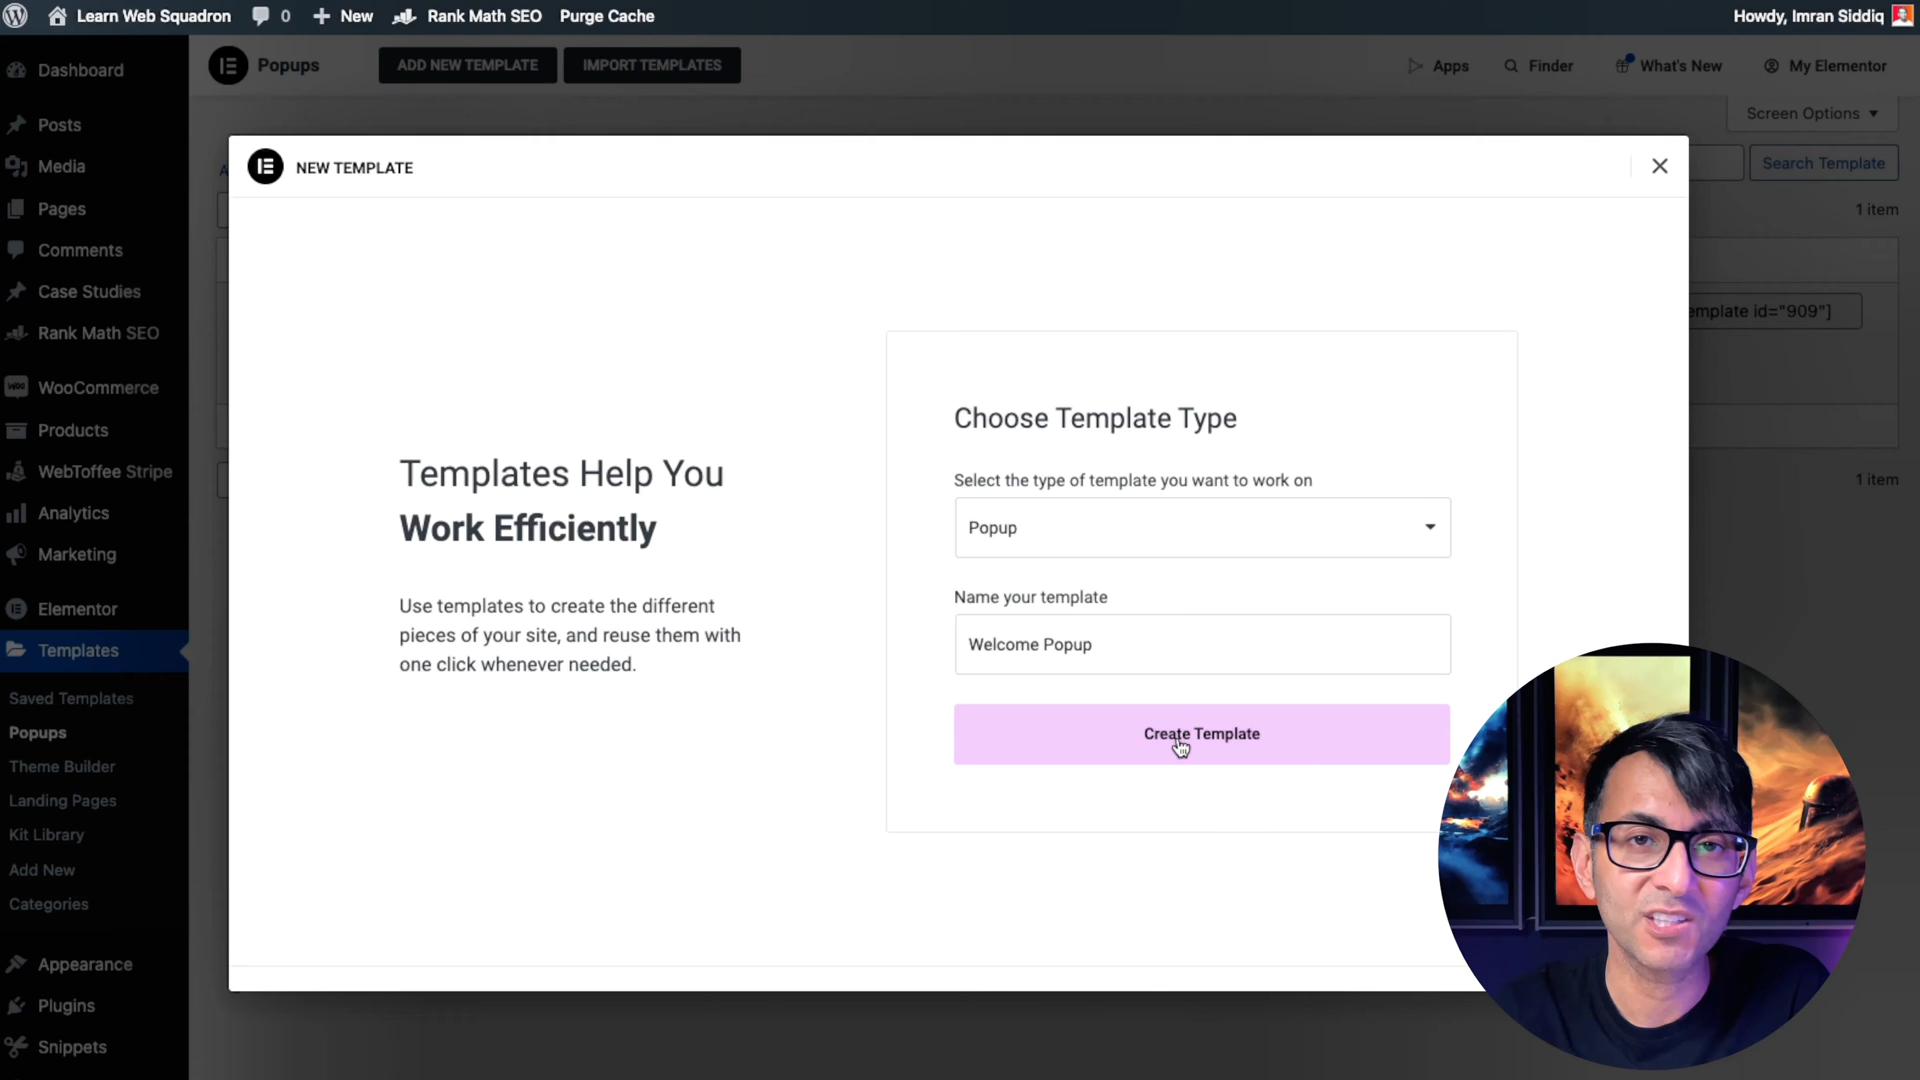 Learn Web Squadron
0
New
Rank Math SEO
Purge Cache
Howdy, Imran Siddiq
Dashboard
Posts
Media
Pages
Comments
Case Studies
Rank Math SEO
WooCommerce
Products
WebToffee Stripe
Analytics
Marketing
Elementor
Templates
Saved Templates
Popups
Theme Builder
Landing Pages
Kit Library
Add New
Categories
Appearance
Plugins
Snippets
Popups
ADD NEW TEMPLATE
IMPORT TEMPLATES
Apps
Finder
What's New
My Elementor
Screen Options
Search Template
1 item
emplate id="909"]
1 item
NEW TEMPLATE
Templates Help You
Work Efficiently
Use templates to create the different
pieces of your site, and reuse them with
one click whenever needed.
Choose Template Type
Select the type of template you want to work on
Popup
Name your template
Welcome Popup
Create Template